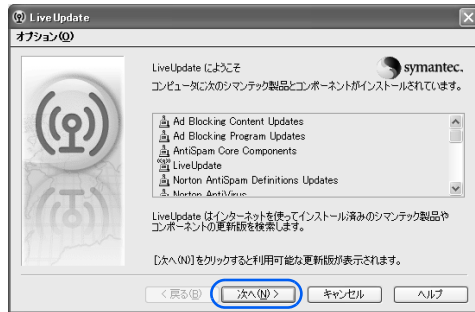 LiveUpdate
オプション(O)
LiveUpdate にようこそ
symantec.
コンピュータに次のシマンテック製品とコンポーネントがインストールされています。
Ad Blocking Content Updates
Ad Blocking Program Updates
AntiSpam Core Components
LiveUpdate
Norton AntiSpam Definitions Updates
Norton AntiVirus
LiveUpdate はインターネットを使ってインストール済みのシマンテック製品や
コンポーネントの更新版を検索します。
[次へ(N)]をクリックすると利用可能な更新版が表示されます。
< 戻る(B)
次へ(N) >
キャンセル
ヘルプ